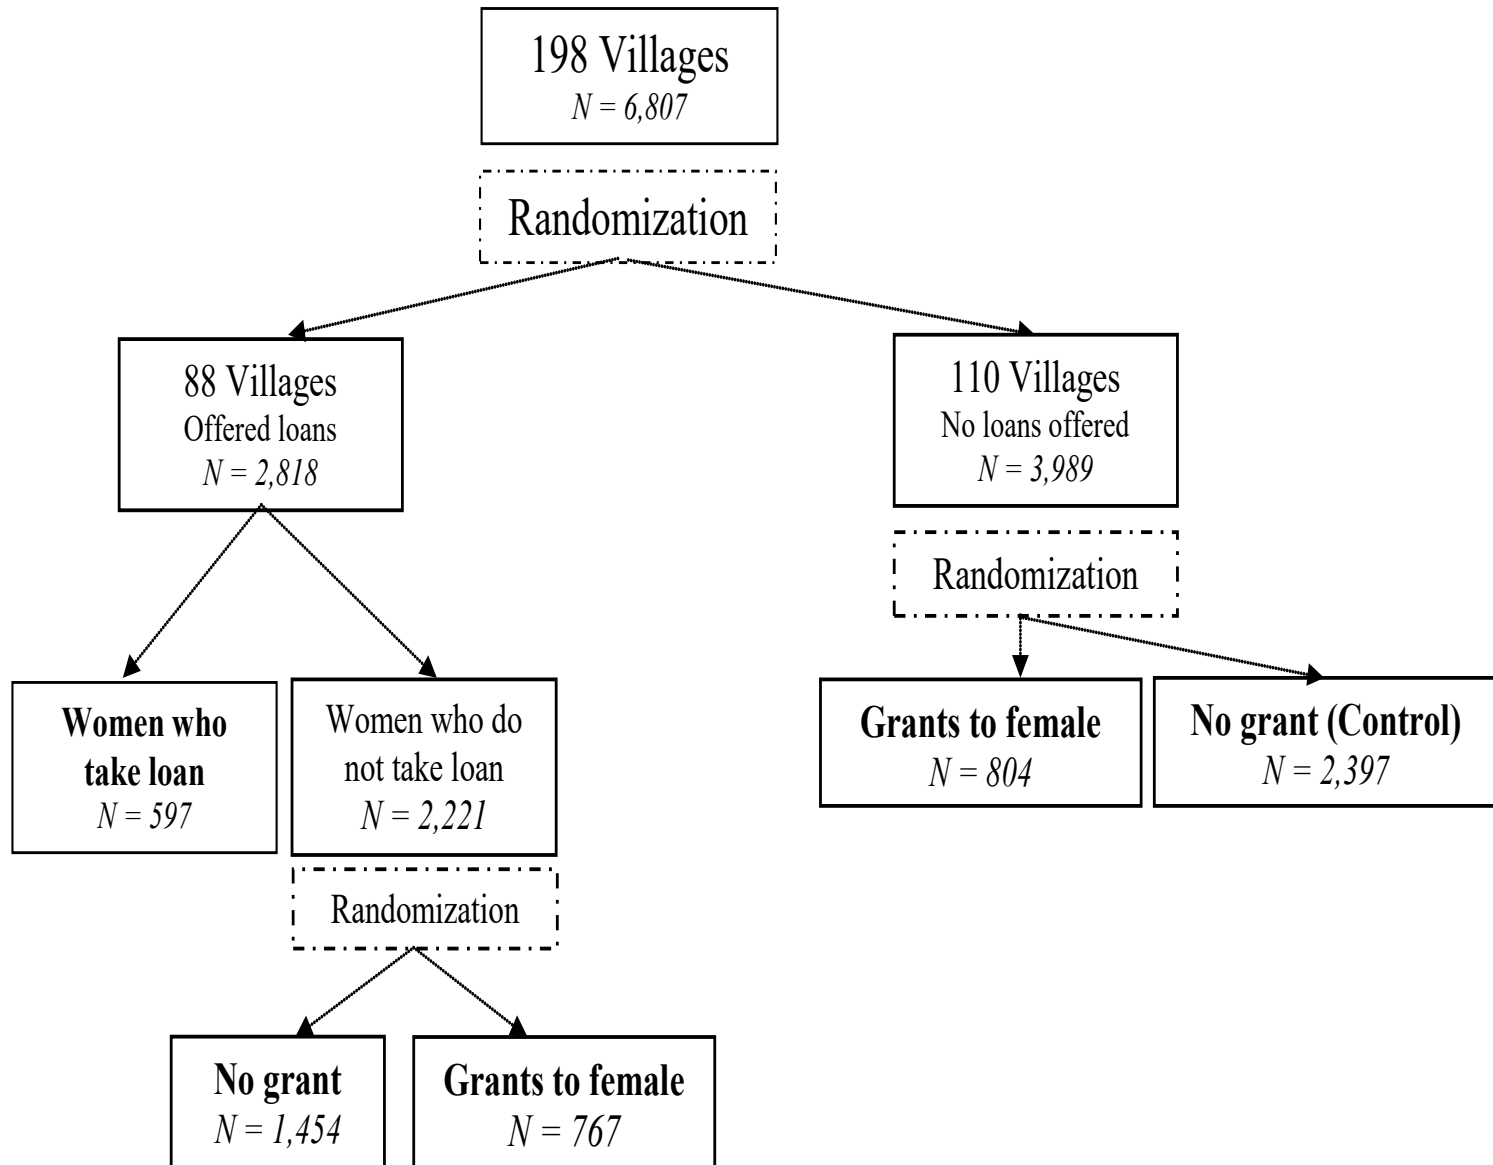 198 Villages
N = 6,807
Randomization
88 Villages
Offered loans
N = 2,818
110 Villages
No loans offered
N = 3,989
Randomization
Women who
take loan
N = 597
Women who do
not take loan
N = 2,221
Grants to female
N = 804
No grant (Control)
N = 2,397
Randomization
No grant
N = 1,454
Grants to female
N = 767